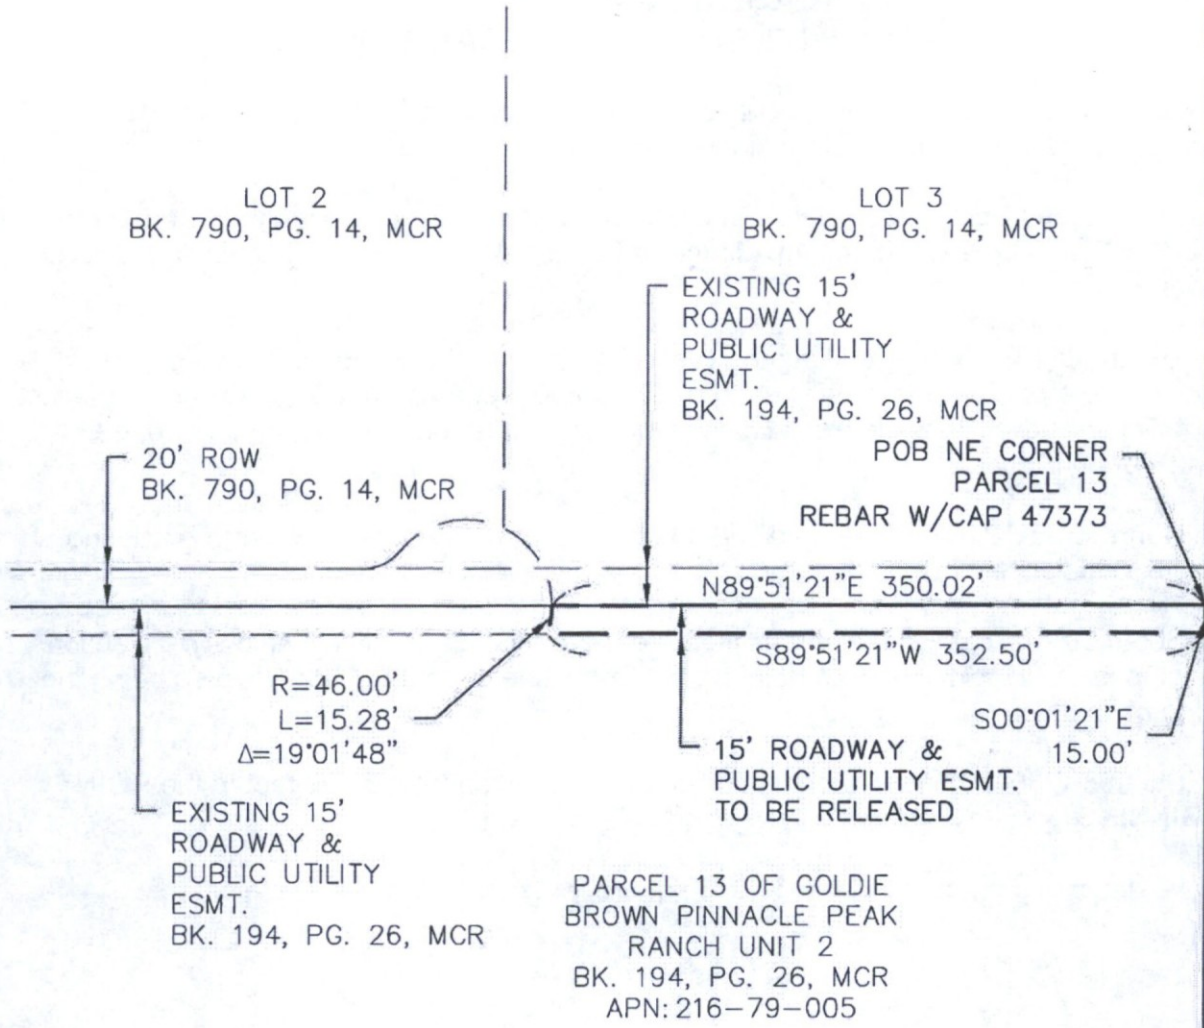 LOT 2
BK. 790, PG. 14, MCR
LOT 3
BK. 790, PG. 14, MCR
EXISTING 15'
ROADWAY &
PUBLIC UTILITY
ESMT.
BK. 194, PG. 26, MCR
20' ROW
BK. 790, PG. 14, MCR
POB NE CORNER
PARCEL 13
REBAR W/CAP 47373
N89°51'21"E 350.02'
S89°51'21"W 352.50'
R=46.00'
L=15.28'
Δ=19°01'48"
S00°01'21"E
15.00'
15' ROADWAY &
PUBLIC UTILITY ESMT.
TO BE RELEASED
EXISTING 15'
ROADWAY &
PUBLIC UTILITY
ESMT.
BK. 194, PG. 26, MCR
PARCEL 13 OF GOLDIE
BROWN PINNACLE PEAK
RANCH UNIT 2
BK. 194, PG. 26, MCR
APN: 216-79-005